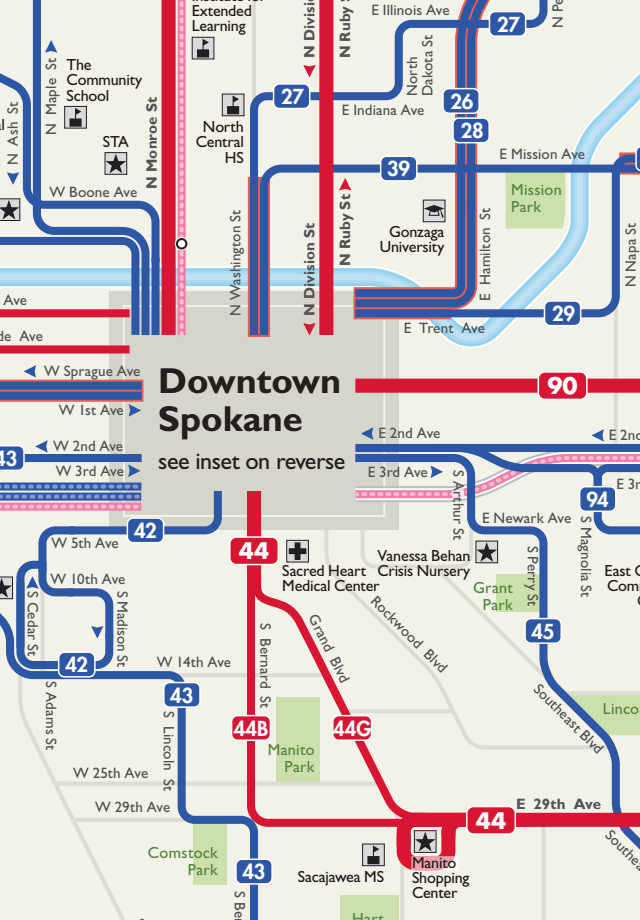 Institute for
Extended
Learning
N Division
N Ruby S
E Illinois Ave
27
N Pe
The
Community
School
N Maple St
N Ash St
STA
N Monroe St
27
North
Central
HS
E Indiana Ave
North
Dakota St
26
28
39
E Mission Ave
W Boone Ave
Mission
Park
Gonzaga
University
N Washington St
N Division St
N Ruby St
E Hamilton St
N Napa St
29
E Trent Ave
Ave
de Ave
W Sprague Ave
W 1st Ave
Downtown
Spokane
see inset on reverse
90
43
W 2nd Ave
W 3rd Ave
E 2nd Ave
E 3rd Ave
E 2nd
E 3r
94
S Arthur St
E Newark Ave
S Magnolia St
42
W 5th Ave
44
Sacred Heart
Medical Center
Vanessa Behan
Crisis Nursery
East C
Comm
W 10th Ave
S Cedar St
S Madison St
Grant
Park
S Perry St
45
Grand Blvd
Rockwood Blvd
S Bernard St
42
W 14th Ave
43
S Adams St
S Lincoln St
Southeast Blvd
Linco
44B
44G
Manito
Park
W 25th Ave
W 29th Ave
E 29th Ave
44
Comstock
Park
43
Sacajawea MS
Manito
Shopping
Center
Southe
S Be
Hart